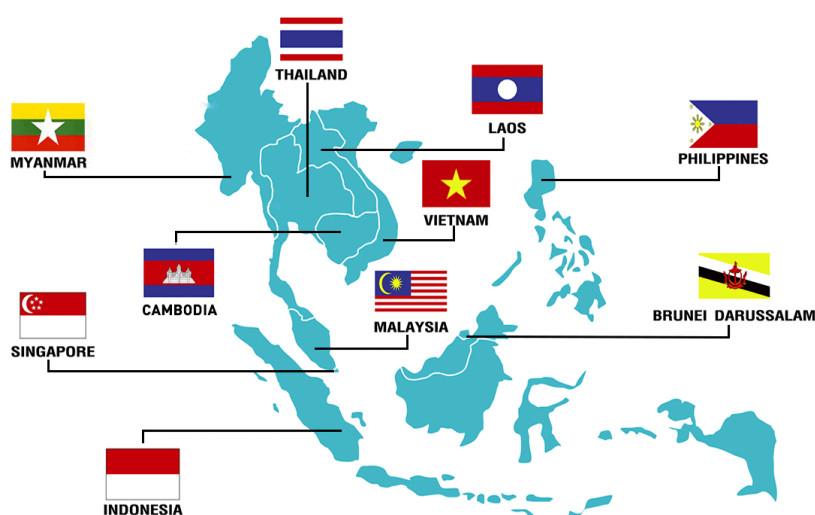 THAILAND
LAOS
MYANMAR
PHILIPPINES
VIETNAM
CAMBODIA
MALAYSIA
BRUNEI DARUSSALAM
SINGAPORE
INDONESIA